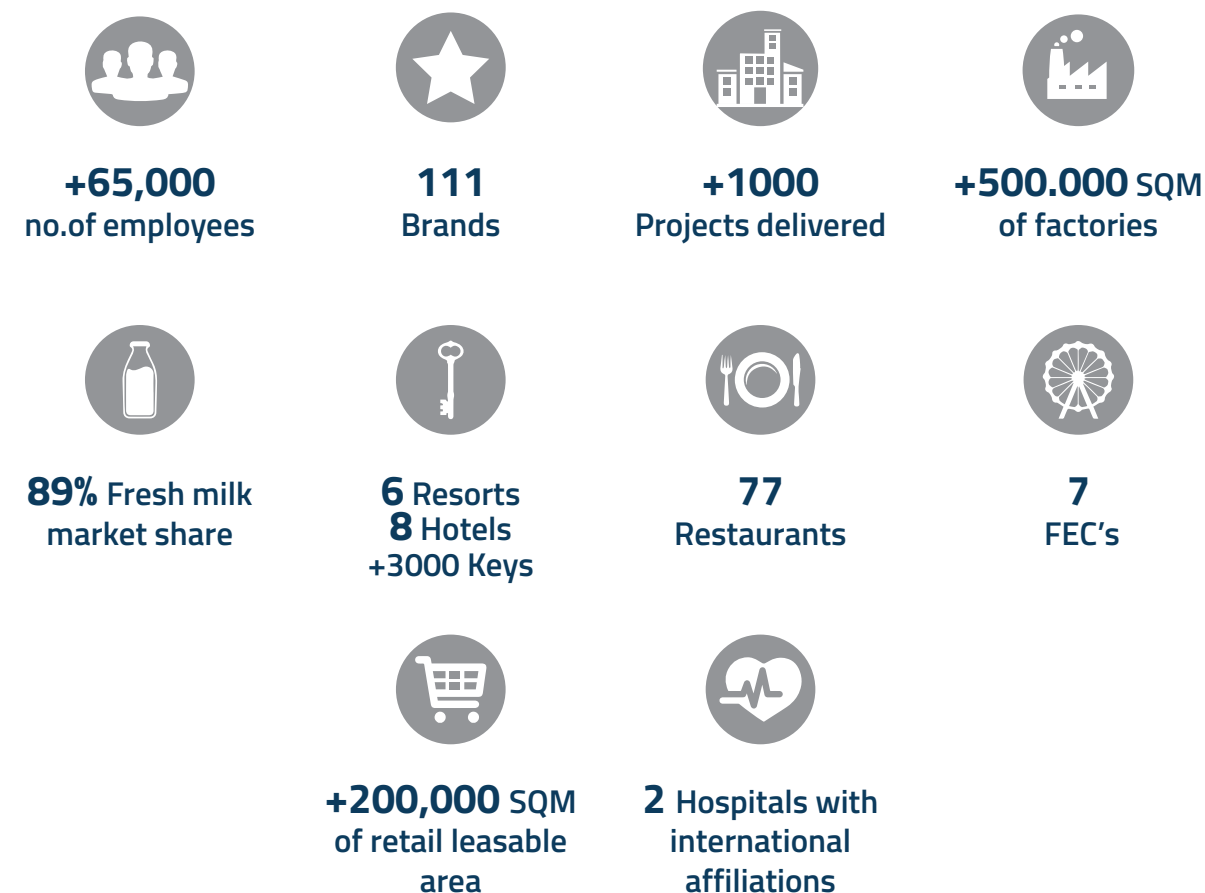 +65,000
no.of employees
111
Brands
+1000
Projects delivered
+500.000 SQM
of factories
89% Fresh milk
market share
6 Resorts
8 Hotels
+3000 Keys
77
Restaurants
7
FEC’s
+200,000 SQM
of retail leasable
area
2 Hospitals with
international
affiliations